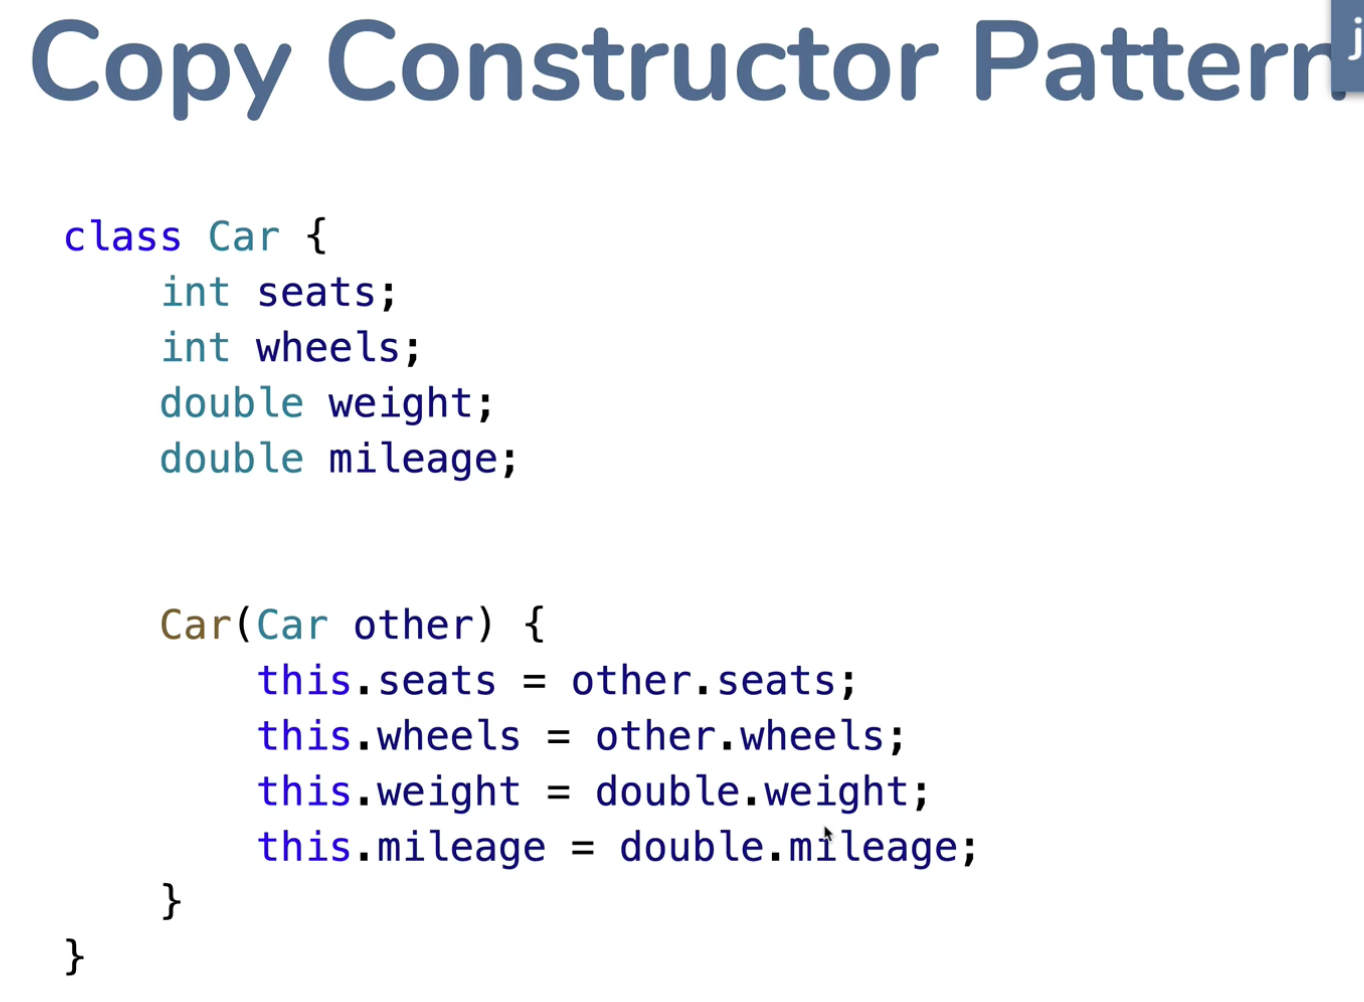 Copy Constructor Pattern
j
class Car {
int seats;
int wheels;
double weight;
double mileage;
Car(Car other) {
this.seats = other.seats;
this.wheels = other.wheels;
this.weight = double.weight;
this.mileage = double.mileage;
}
}